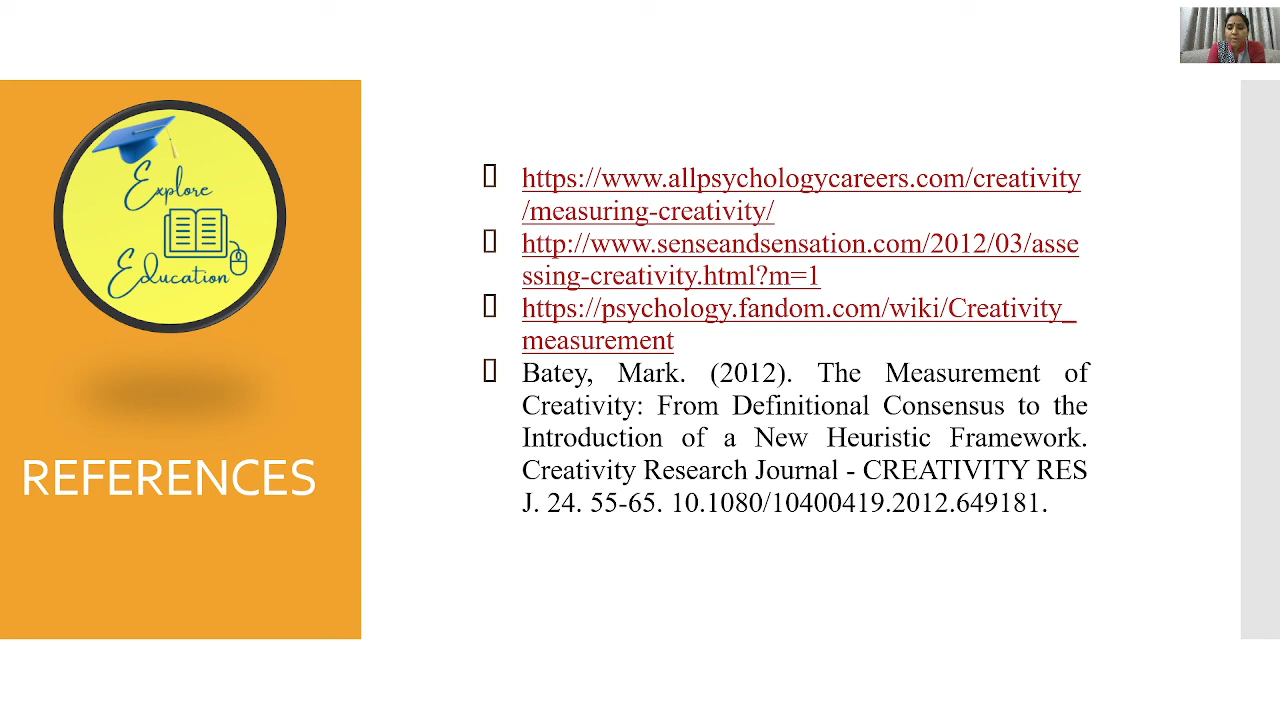 Explore
Education
REFERENCES
https://www.allpsychologycareers.com/creativity
/measuring-creativity/
http://www.senseandsensation.com/2012/03/asse
ssing-creativity.html?m=1
https://psychology.fandom.com/wiki/Creativity_
measurement
Batey, Mark. (2012). The Measurement of
Creativity: From Definitional Consensus to the
Introduction of a New Heuristic Framework.
Creativity Research Journal - CREATIVITY RES
J. 24. 55-65. 10.1080/10400419.2012.649181.